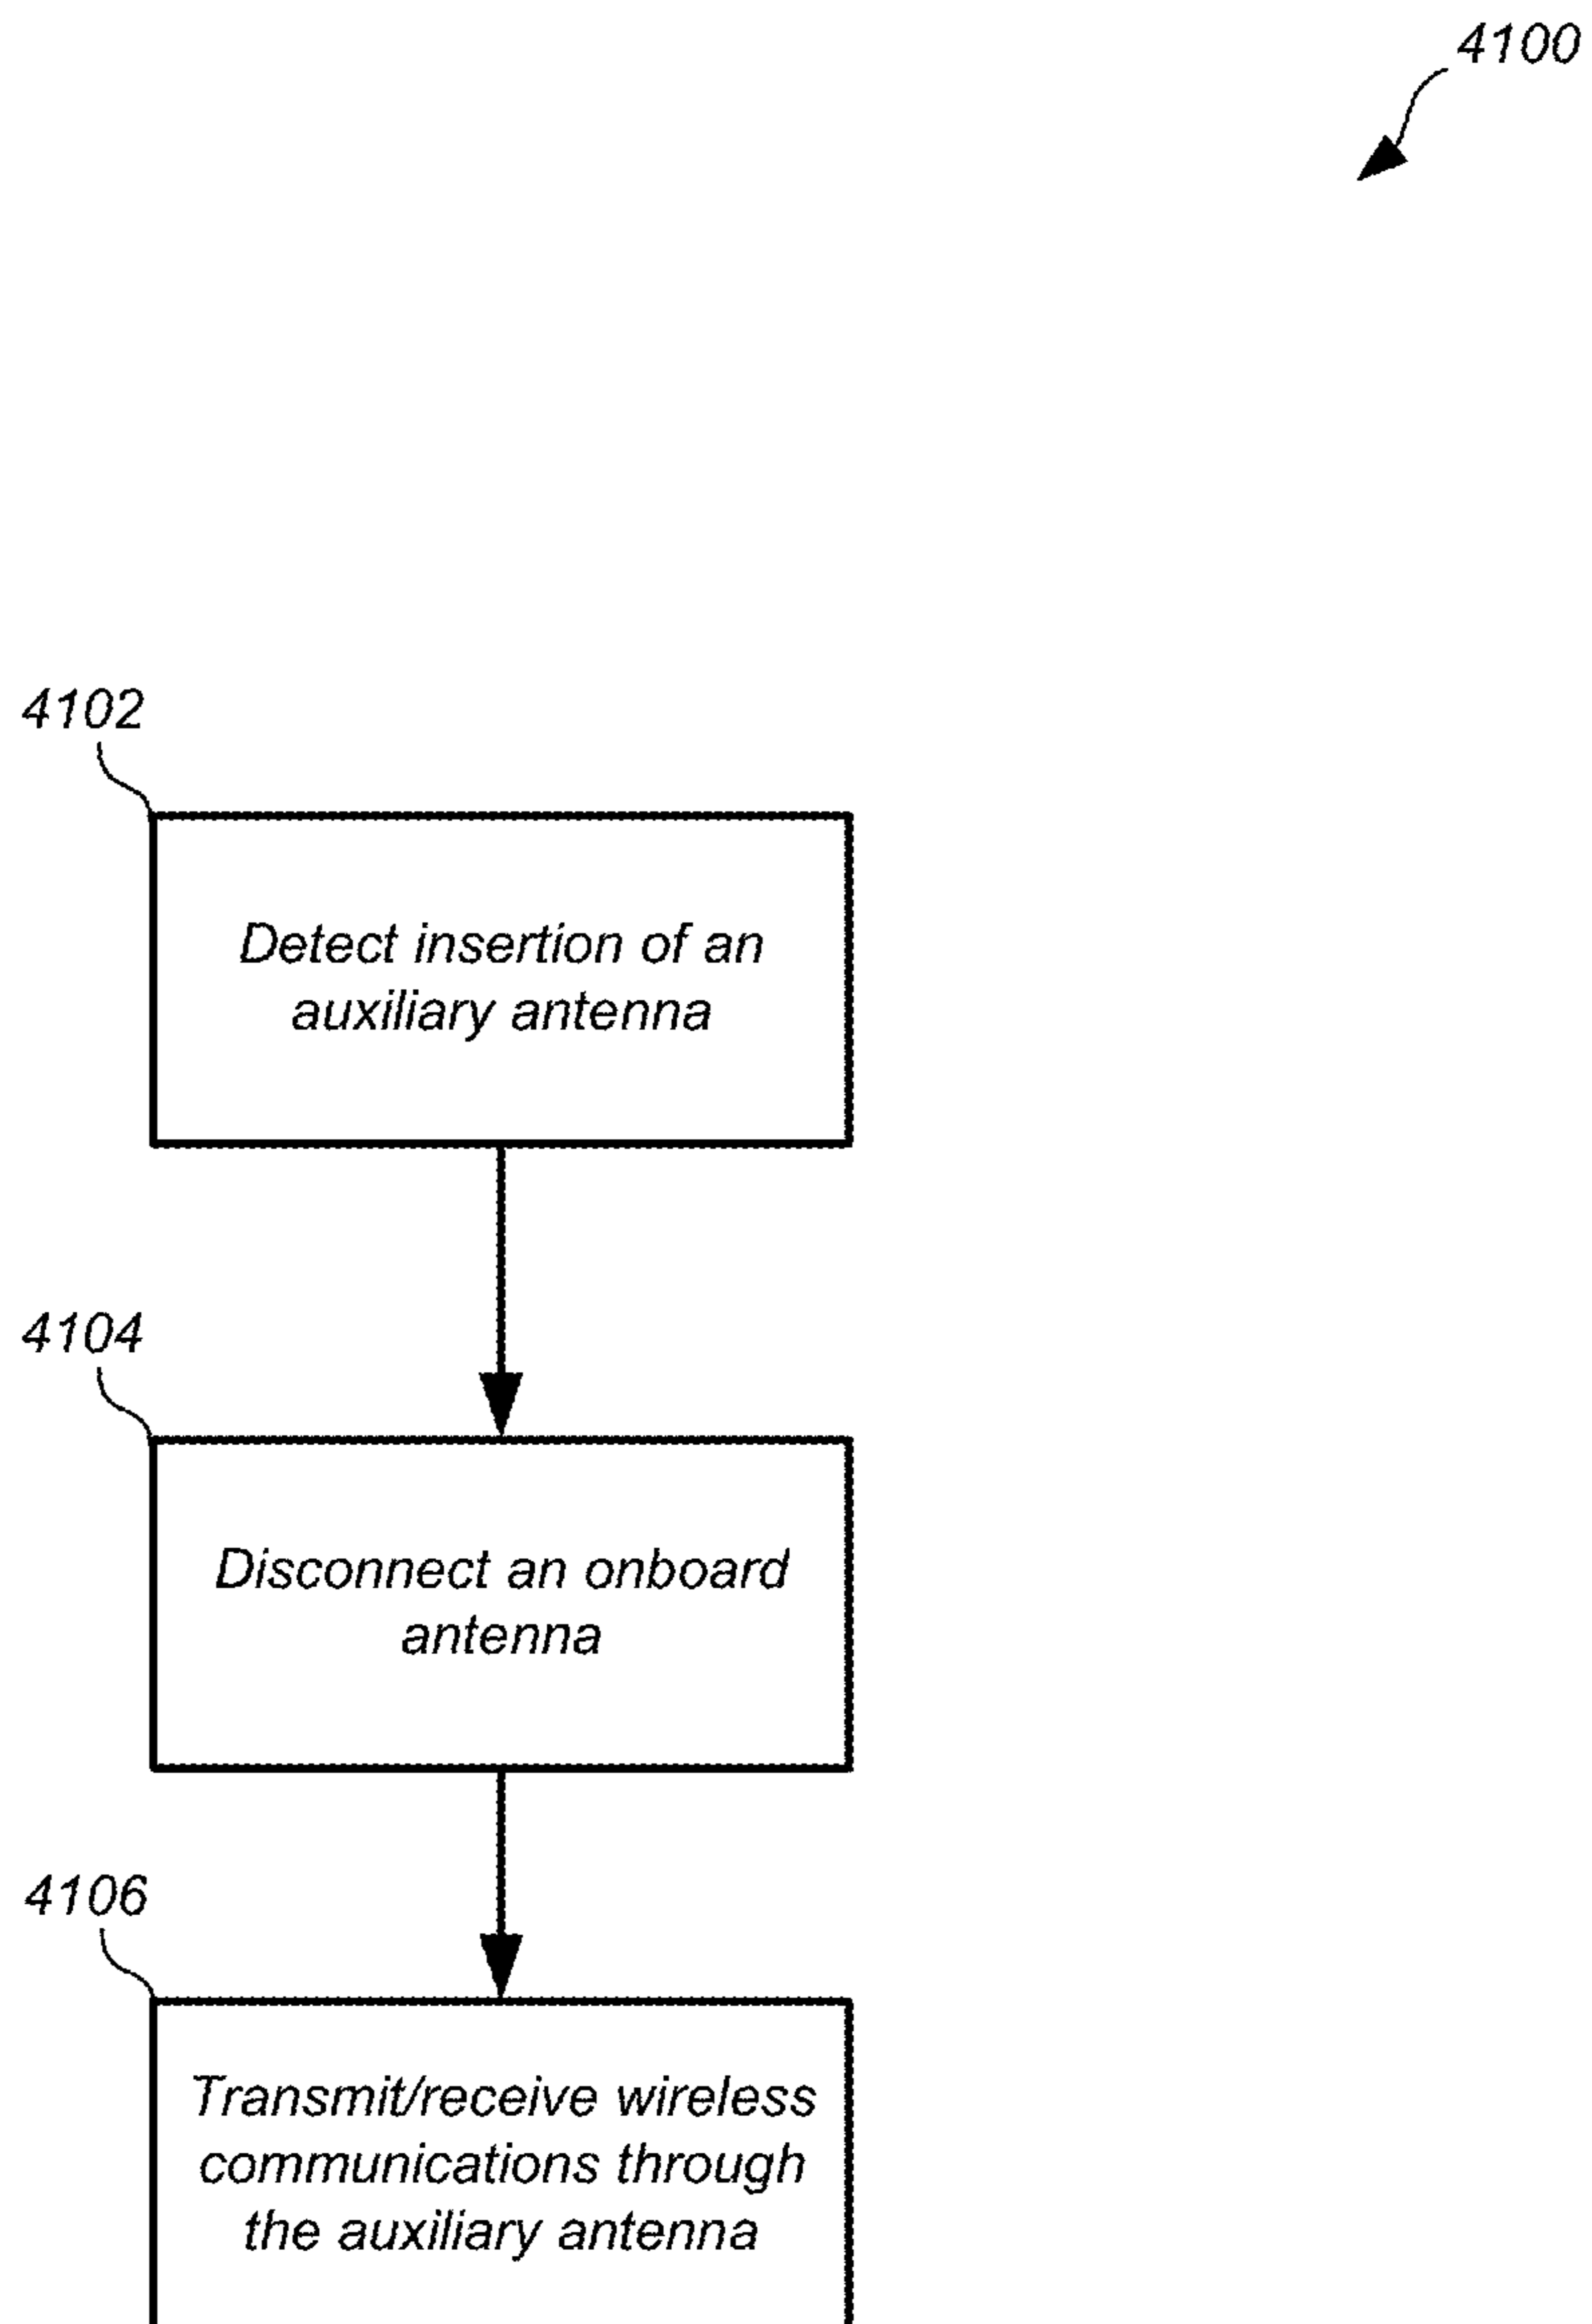 4100
4102
Detect insertion of an
auxiliary antenna
4104
Disconnect an onboard
antenna
4106
Transmit/receive wireless
communications through
the auxiliary antenna